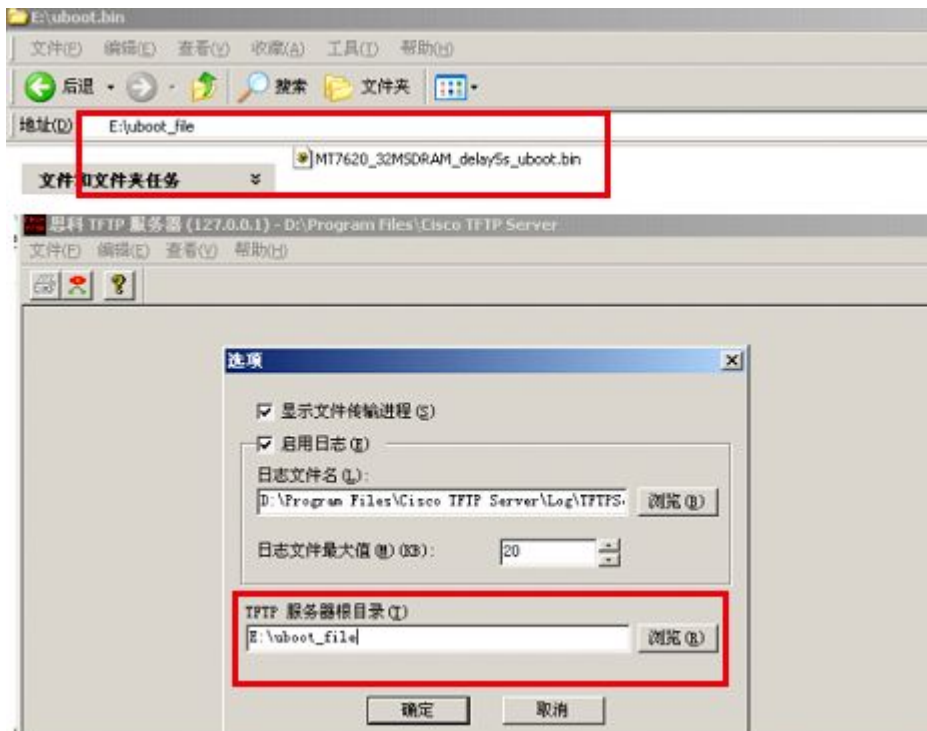 E:\uboot.bin
文件(F) 编辑(E) 查看(V) 收藏(A) 工具(T) 帮助(H)
后退 搜索 文件夹
地址(D) E:\uboot_file
MT7620_32MSDRAM_delay5s_uboot.bin
文件和文件夹任务
思科 TFTP 服务器 (127.0.0.1) - D:\Program Files\Cisco TFTP Server
文件(F) 编辑(E) 查看(V) 帮助(H)
选项
显示文件传输进程(S)
启用日志(E)
日志文件名(L):
D:\Program Files\Cisco TFTP Server\Log\TFTPS 浏览(B)
日志文件最大值(M)(KB): 20
TFTP 服务器根目录(T)
E:\uboot_file 浏览(R)
确定 取消